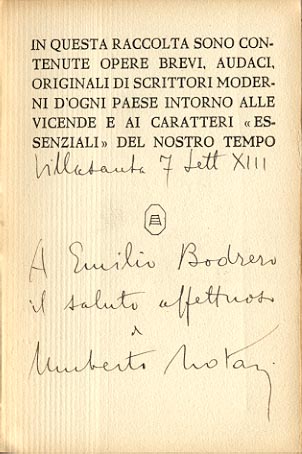 IN QUESTA RACCOLTA SONO CON-
TENUTE OPERE BREVI, AUDACI,
ORIGINALI DI SCRITTORI MODER-
NI D'OGNI PAESE INTORNO ALLE
VICENDE E AI CARATTERI «ES-
SENZIALI» DEL NOSTRO TEMPO
Villasanta 7 Sett XIII
A Emilio Bodrero
il saluto affettuoso
di
Umberto Notari